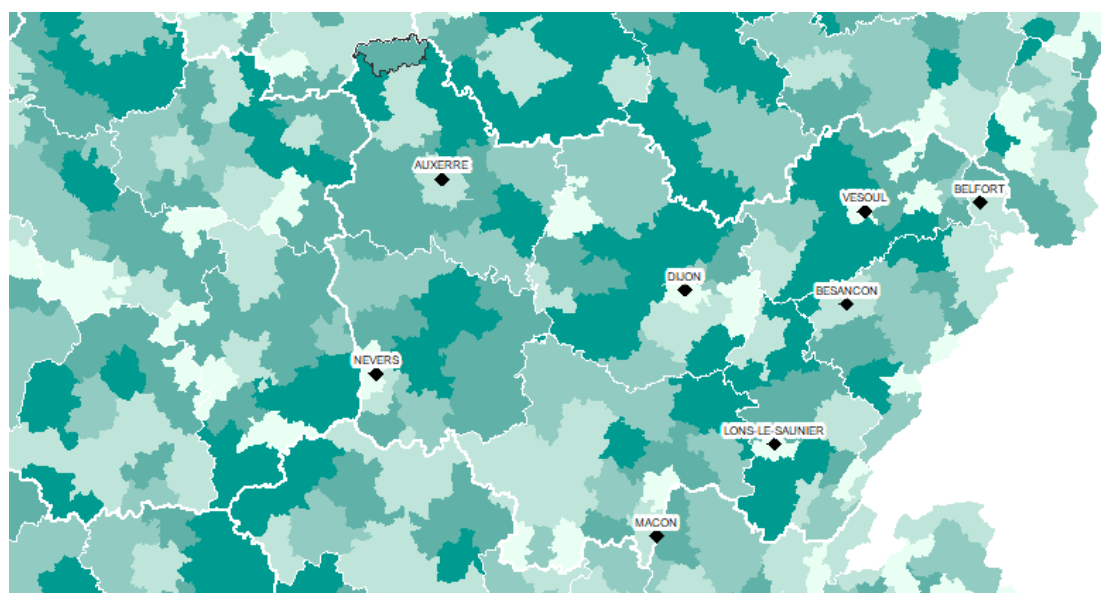 AUXERRE
BELFORT
VESOUL
DIJON
BESANCON
NEVERS
LONS-LE-SAUNIER
MACON